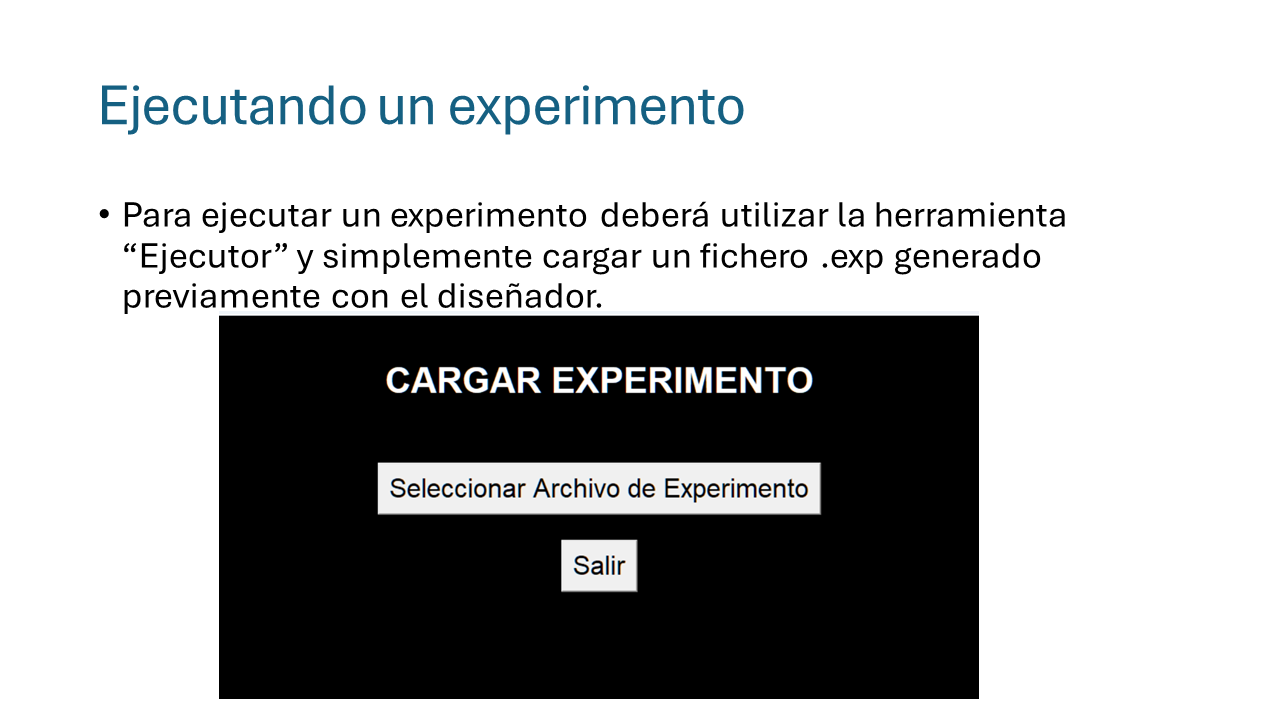 Ejecutando un experimento
• Para ejecutar un experimento deberá utilizar la herramienta
“Ejecutor” y simplemente cargar un fichero .exp generado
previamente con el diseñador.
CARGAR EXPERIMENTO
Seleccionar Archivo de Experimento
Salir